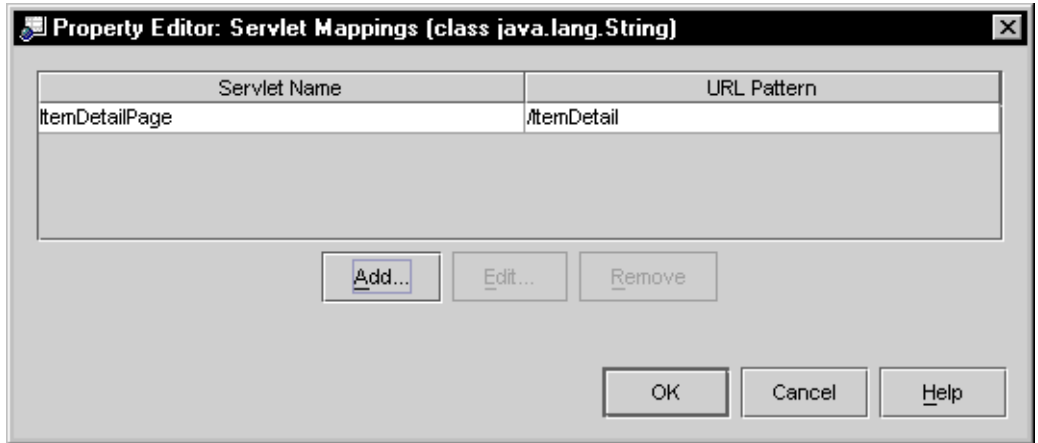 Property Editor: Servlet Mappings (class java.lang.String)
Servlet Name URL Pattern
ItemDetailPage /ItemDetail
Add... Edit... Remove
OK Cancel Help